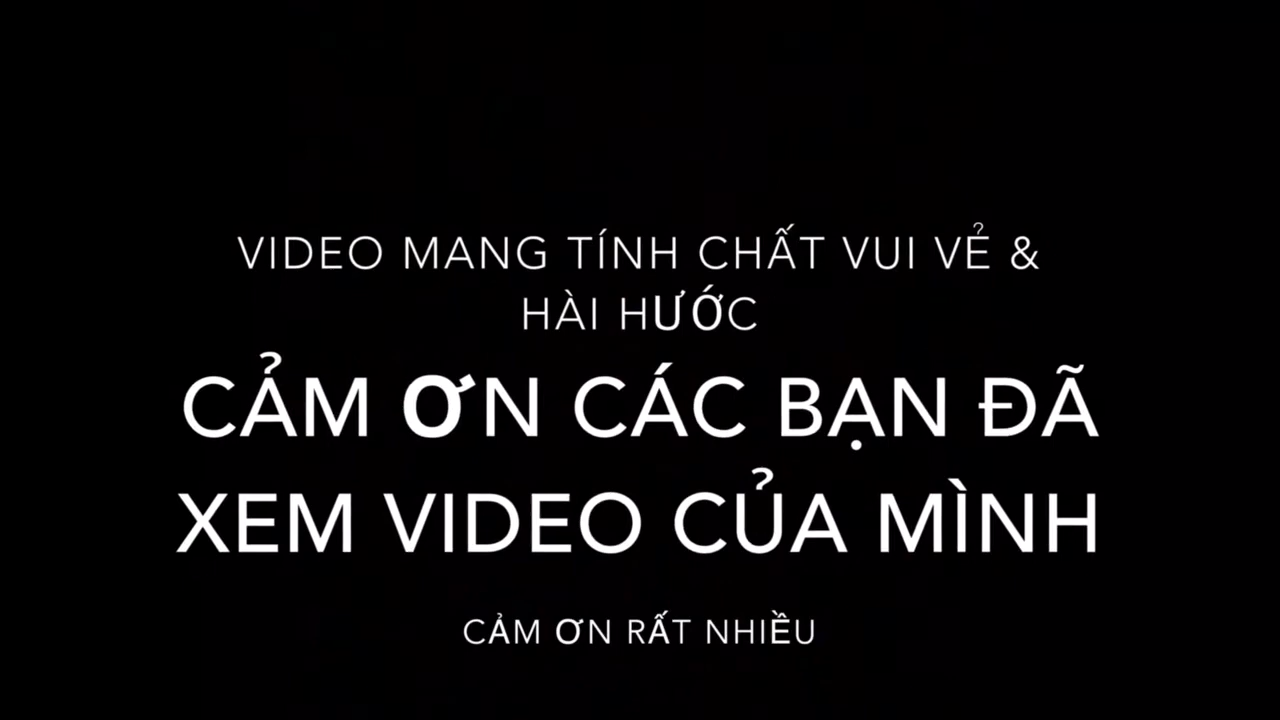 VIDEO MANG TÍNH CHẤT VUI VẺ &
HÀI HƯỚC
CẢM ƠN CÁC BẠN ĐÃ
XEM VIDEO CỦA MÌNH
CẢM ƠN RẤT NHIỀU